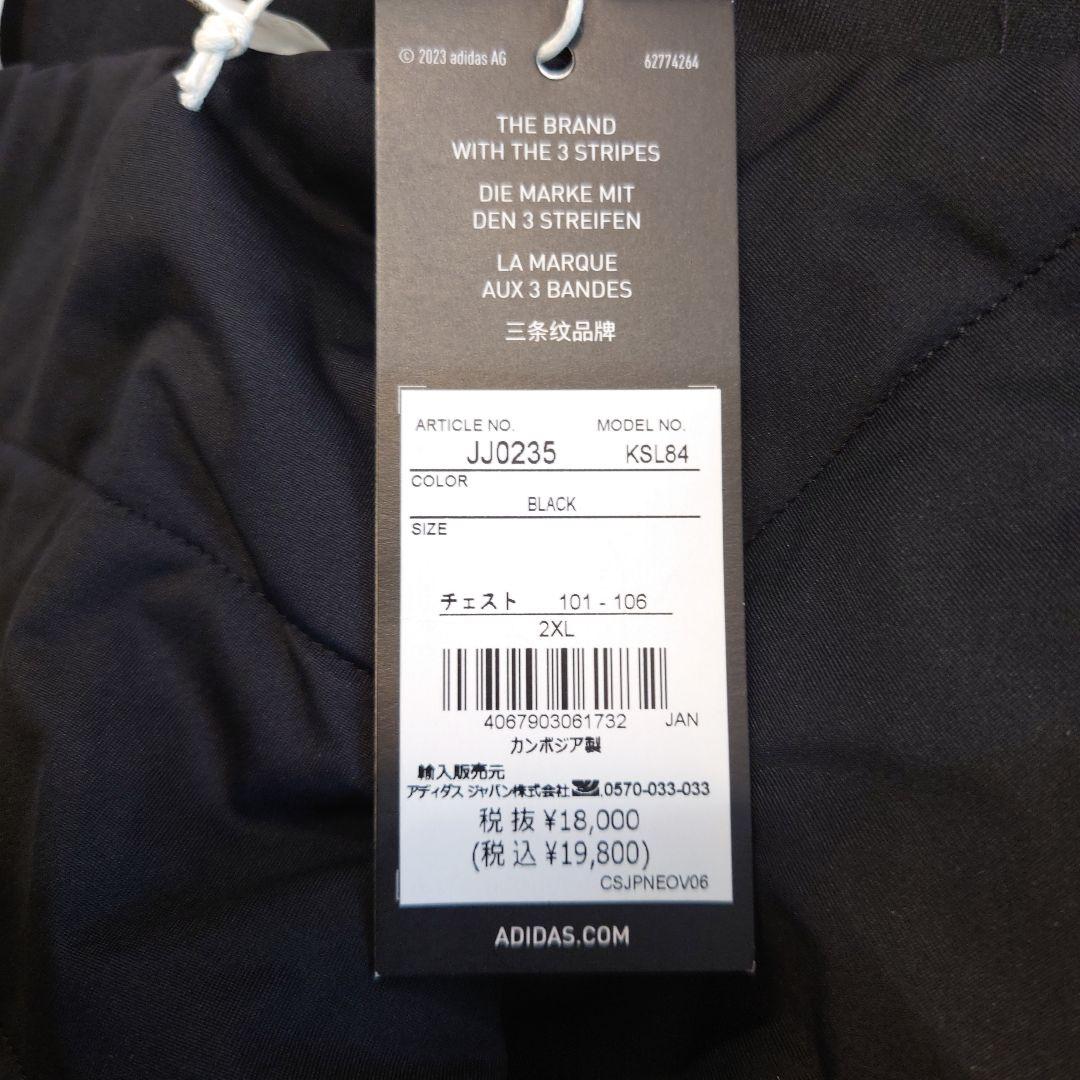 © 2023 adidas AG 62774264
THE BRAND
WITH THE 3 STRIPES
DIE MARKE MIT
DEN 3 STREIFEN
LA MARQUE
AUX 3 BANDES
三条纹品牌
ARTICLE NO. MODEL NO.
JJ0235 KSL84
COLOR
BLACK
SIZE
チェスト 101 - 106
2XL
4067903061732 JAN
カンボジア製
輸入販売元
アディダス ジャパン株式会社 0570-033-033
税 抜 ¥18,000
(税 込 ¥19,800)
CSJPNEOV06
ADIDAS.COM